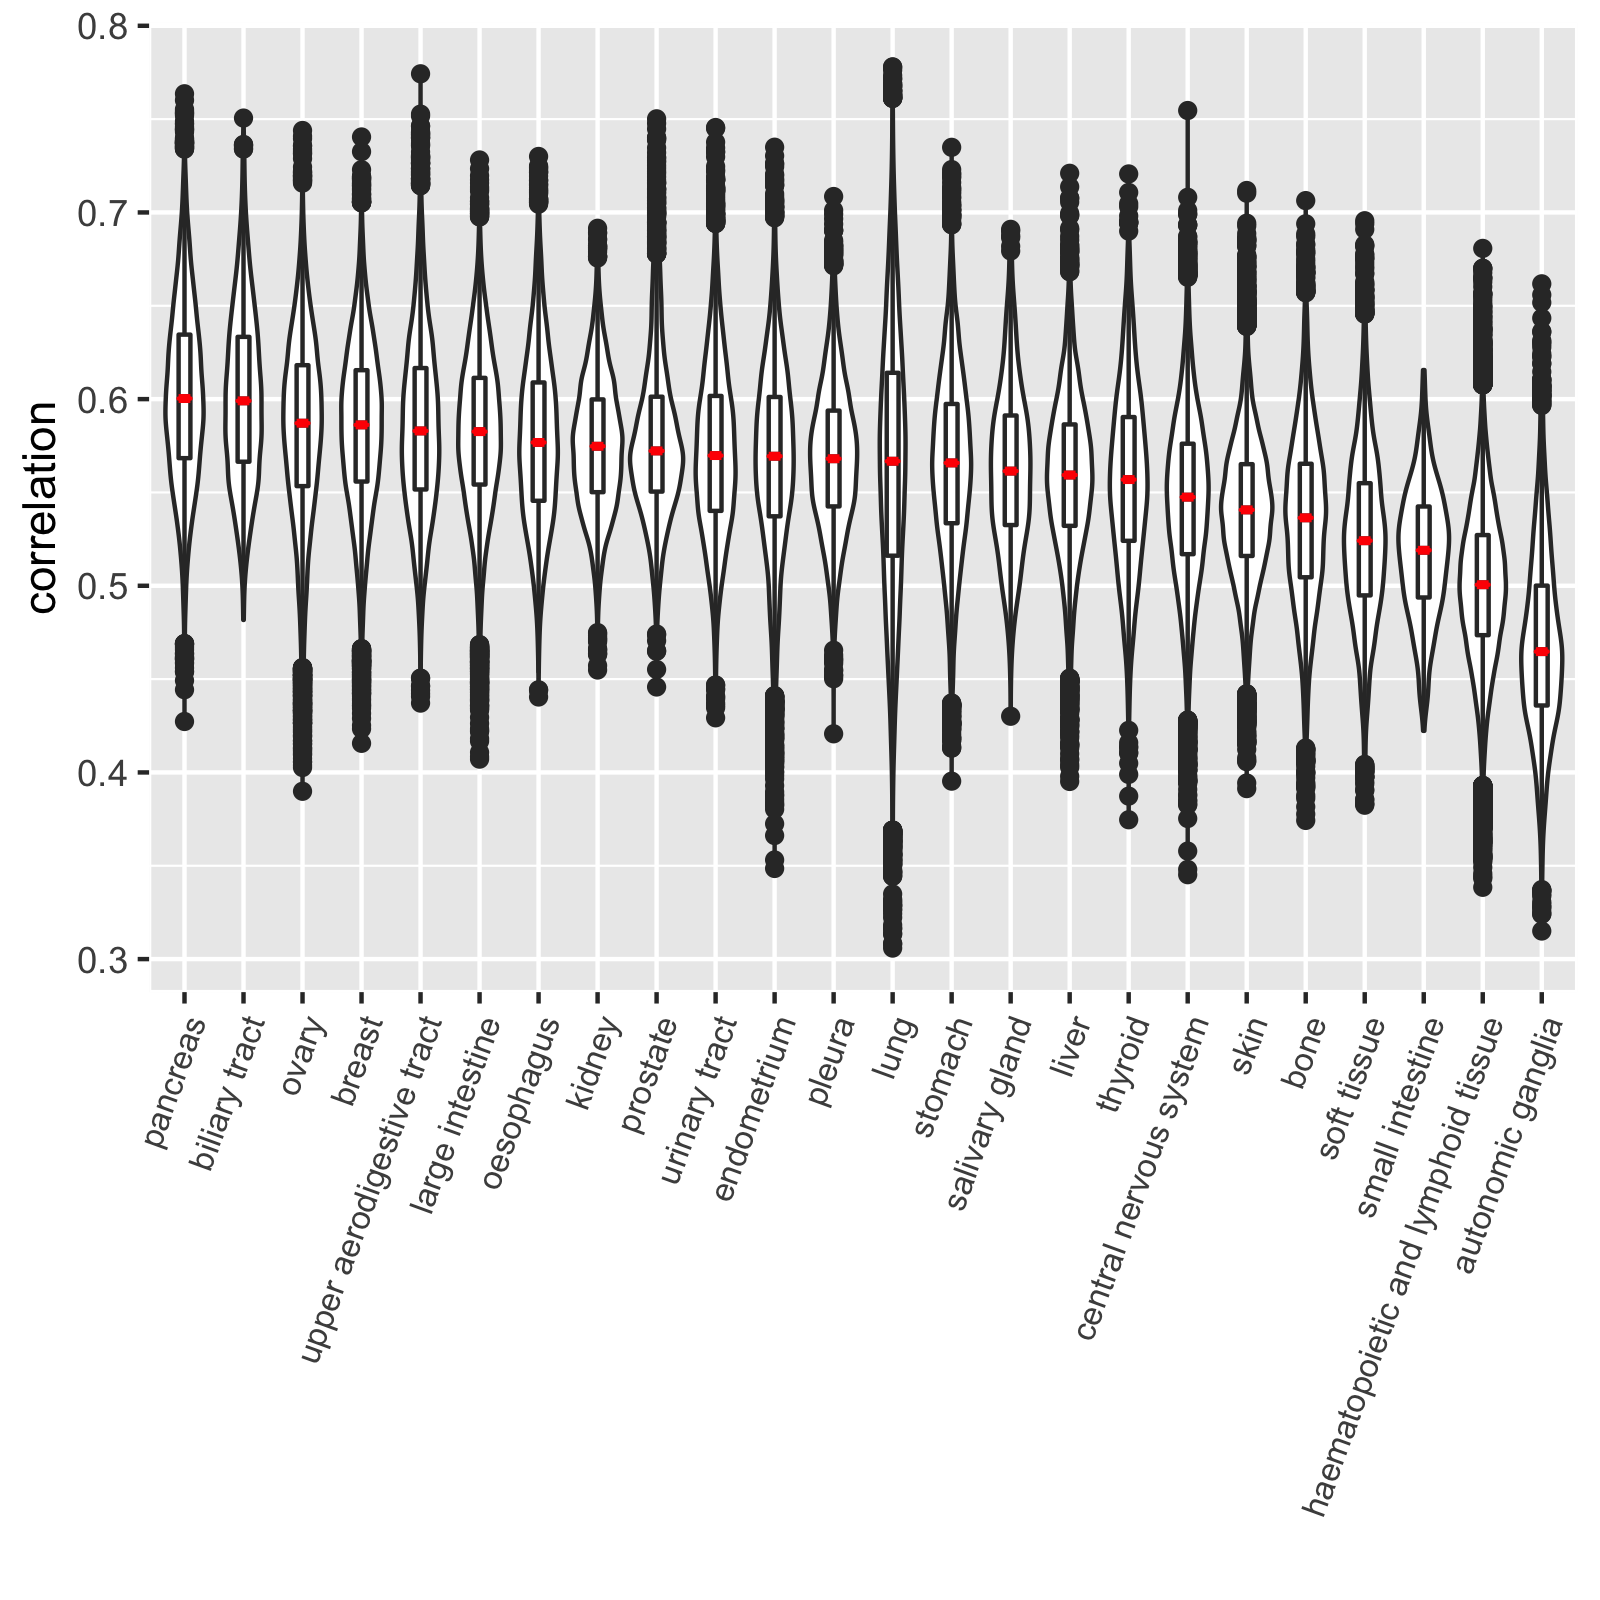 correlation
0.8
0.7
0.6
0.5
0.4
0.3
pancreas
biliary tract
ovary
breast
upper aerodigestive tract
large intestine
oesophagus
kidney
prostate
urinary tract
endometrium
pleura
lung
stomach
salivary gland
liver
thyroid
central nervous system
skin
bone
soft tissue
small intestine
haematopoietic and lymphoid tissue
autonomic ganglia